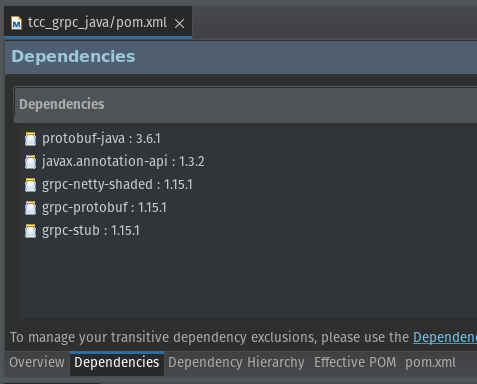 tcc_grpc_java/pom.xml
Dependencies
Dependencies
protobuf-java : 3.6.1
javax.annotation-api : 1.3.2
grpc-netty-shaded : 1.15.1
grpc-protobuf : 1.15.1
grpc-stub : 1.15.1
To manage your transitive dependency exclusions, please use the Dependen
Overview Dependencies Dependency Hierarchy Effective POM pom.xml